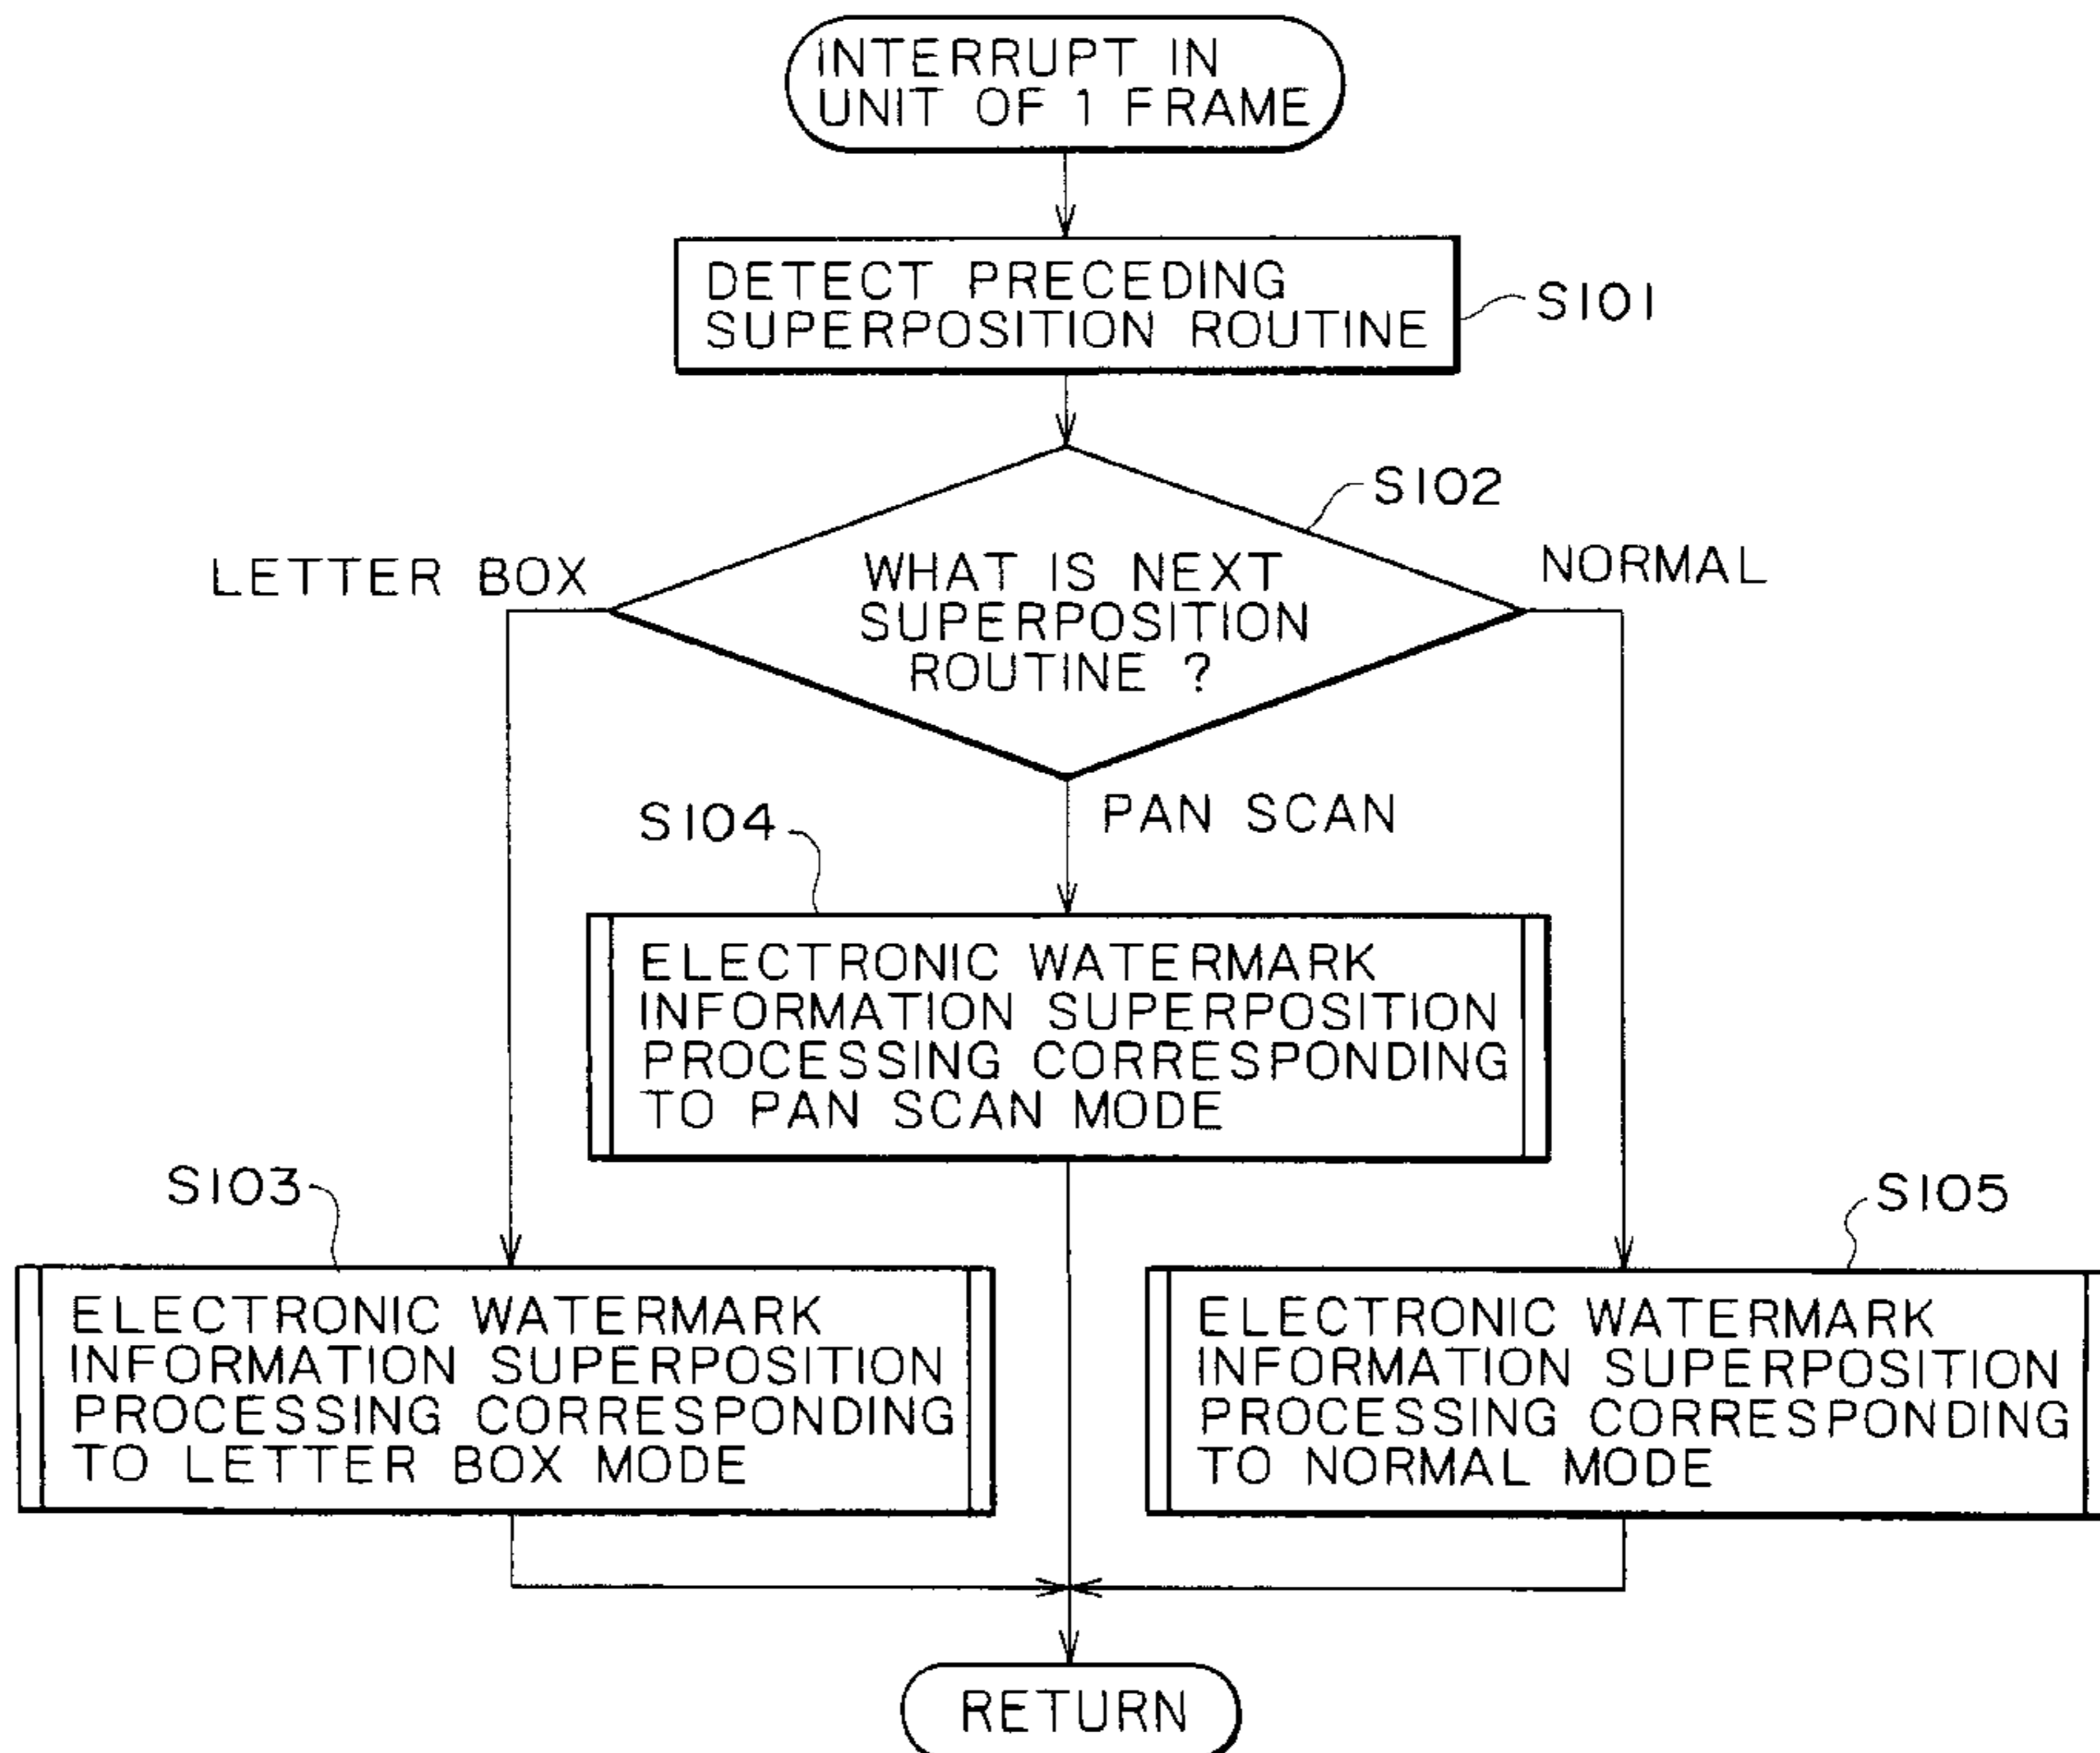 INTERRUPT IN
UNIT OF 1 FRAME
DETECT PRECEDING
SUPERPOSITION ROUTINE
S101
S102
LETTER BOX
WHAT IS NEXT
SUPERPOSITION
ROUTINE ?
NORMAL
PAN SCAN
S104
ELECTRONIC WATERMARK
INFORMATION SUPERPOSITION
PROCESSING CORRESPONDING
TO PAN SCAN MODE
S103
ELECTRONIC WATERMARK
INFORMATION SUPERPOSITION
PROCESSING CORRESPONDING
TO LETTER BOX MODE
S105
ELECTRONIC WATERMARK
INFORMATION SUPERPOSITION
PROCESSING CORRESPONDING
TO NORMAL MODE
RETURN